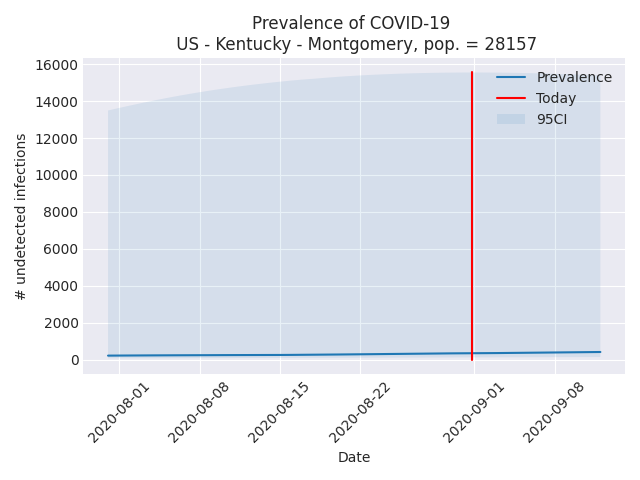 Prevalence of COVID-19
US - Kentucky - Montgomery, pop. = 28157
Prevalence
Today
95CI
# undetected infections
16000
14000
12000
10000
8000
6000
4000
2000
0
2020-08-01
2020-08-08
2020-08-15
2020-08-22
2020-09-01
2020-09-08
Date